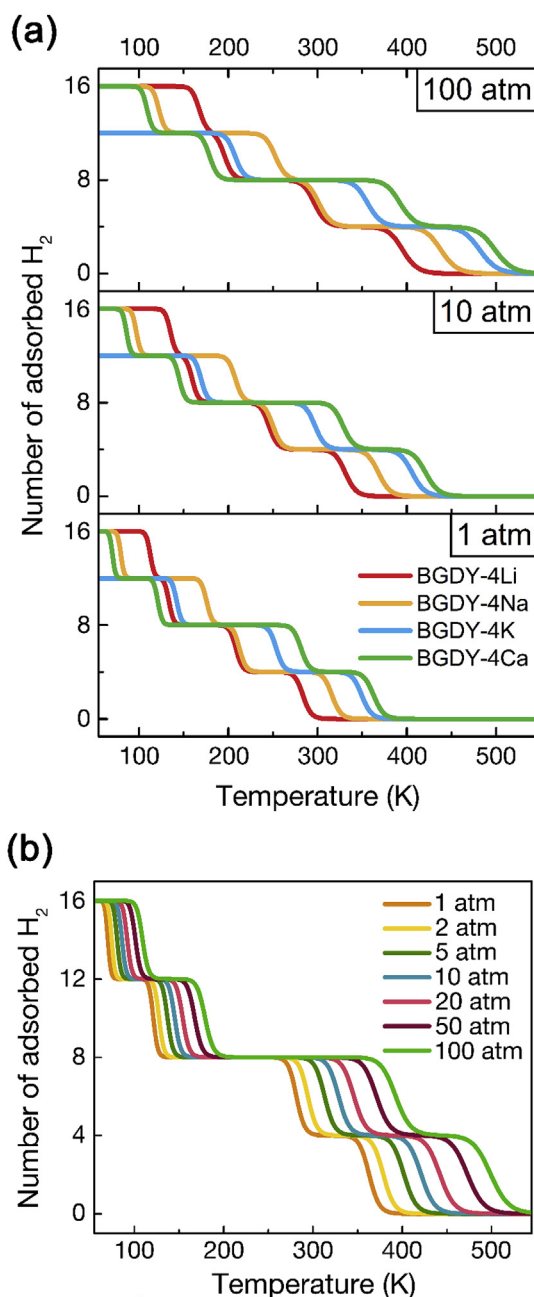 (a)
100 200 300 400 500
100 atm
16
8
0
10 atm
16
8
0
1 atm
16
8
0
Number of adsorbed H2
BGDY-4Li
BGDY-4Na
BGDY-4K
BGDY-4Ca
100 200 300 400 500
Temperature (K)
(b)
16
12
8
4
0
Number of adsorbed H2
1 atm
2 atm
5 atm
10 atm
20 atm
50 atm
100 atm
100 200 300 400 500
Temperature (K)